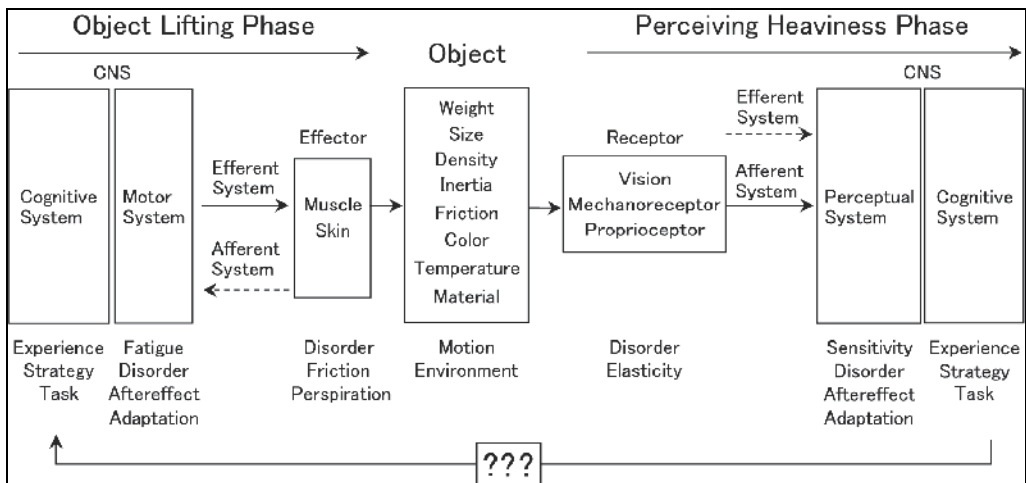 Object Lifting Phase
Perceiving Heaviness Phase
Object
CNS
CNS
Cognitive
System
Motor
System
Efferent
System
Afferent
System
Effector
Muscle
Skin
Weight
Size
Density
Inertia
Friction
Color
Temperature
Material
Receptor
Vision
Mechanoreceptor
Proprioceptor
Efferent
System
Afferent
System
Perceptual
System
Cognitive
System
Experience
Strategy
Task
Fatigue
Disorder
Aftereffect
Adaptation
Disorder
Friction
Perspiration
Motion
Environment
Disorder
Elasticity
Sensitivity
Disorder
Aftereffect
Adaptation
Experience
Strategy
Task
???